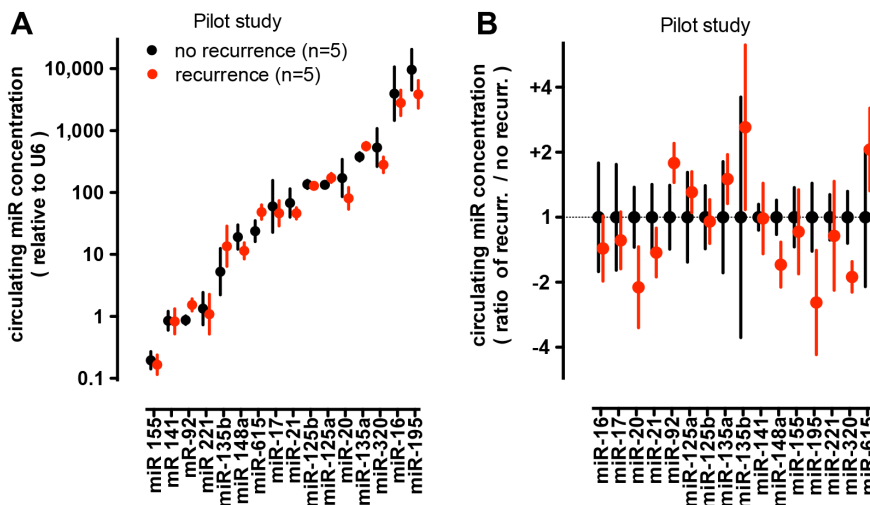 A
Pilot study
no recurrence (n=5)
recurrence (n=5)
circulating miR concentration
( relative to U6)
10,000
1,000
100
10
1
0.1
miR 155
miR 141
miR-92
miR 221
miR-135b
miR 148a
miR-615
miR-17
miR-21
miR-125b
miR-125a
miR-20
miR-135a
miR-320
miR-16
miR-195
B
Pilot study
circulating miR concentration
( ratio of recurr. / no recurr. )
+4
+2
1
-2
-4
miR-16
miR-17
miR-20
miR-21
miR-92
miR-125a
miR-125b
miR-135a
miR-135b
miR-141
miR-148a
miR-155
miR-195
miR-221
miR-320
miR-615